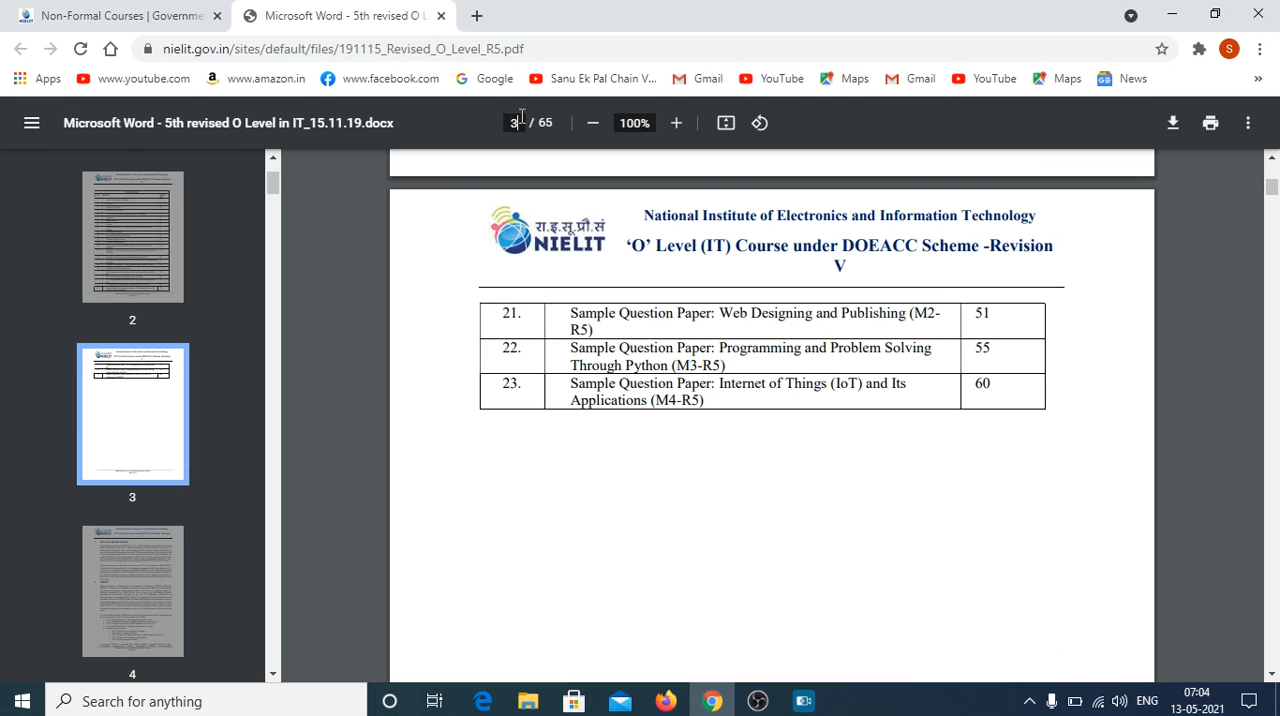 Non-Formal Courses | Governme
Microsoft Word - 5th revised O L
nielit.gov.in/sites/default/files/191115_Revised_O_Level_R5.pdf
S
Apps
www.youtube.com
www.amazon.in
www.facebook.com
Google
Sanu Ek Pal Chain V...
Gmail
YouTube
Maps
Gmail
YouTube
Maps
News
»
Microsoft Word - 5th revised O Level in IT_15.11.19.docx
3 / 65
100%
2
3
4
रा.इ.सू.प्रौ.सं
NIELIT
National Institute of Electronics and Information Technology
‘O’ Level (IT) Course under DOEACC Scheme -Revision
V
21. Sample Question Paper: Web Designing and Publishing (M2- 51
R5)
22. Sample Question Paper: Programming and Problem Solving 55
Through Python (M3-R5)
23. Sample Question Paper: Internet of Things (IoT) and Its 60
Applications (M4-R5)
Search for anything
ENG
07:04
13-05-2021